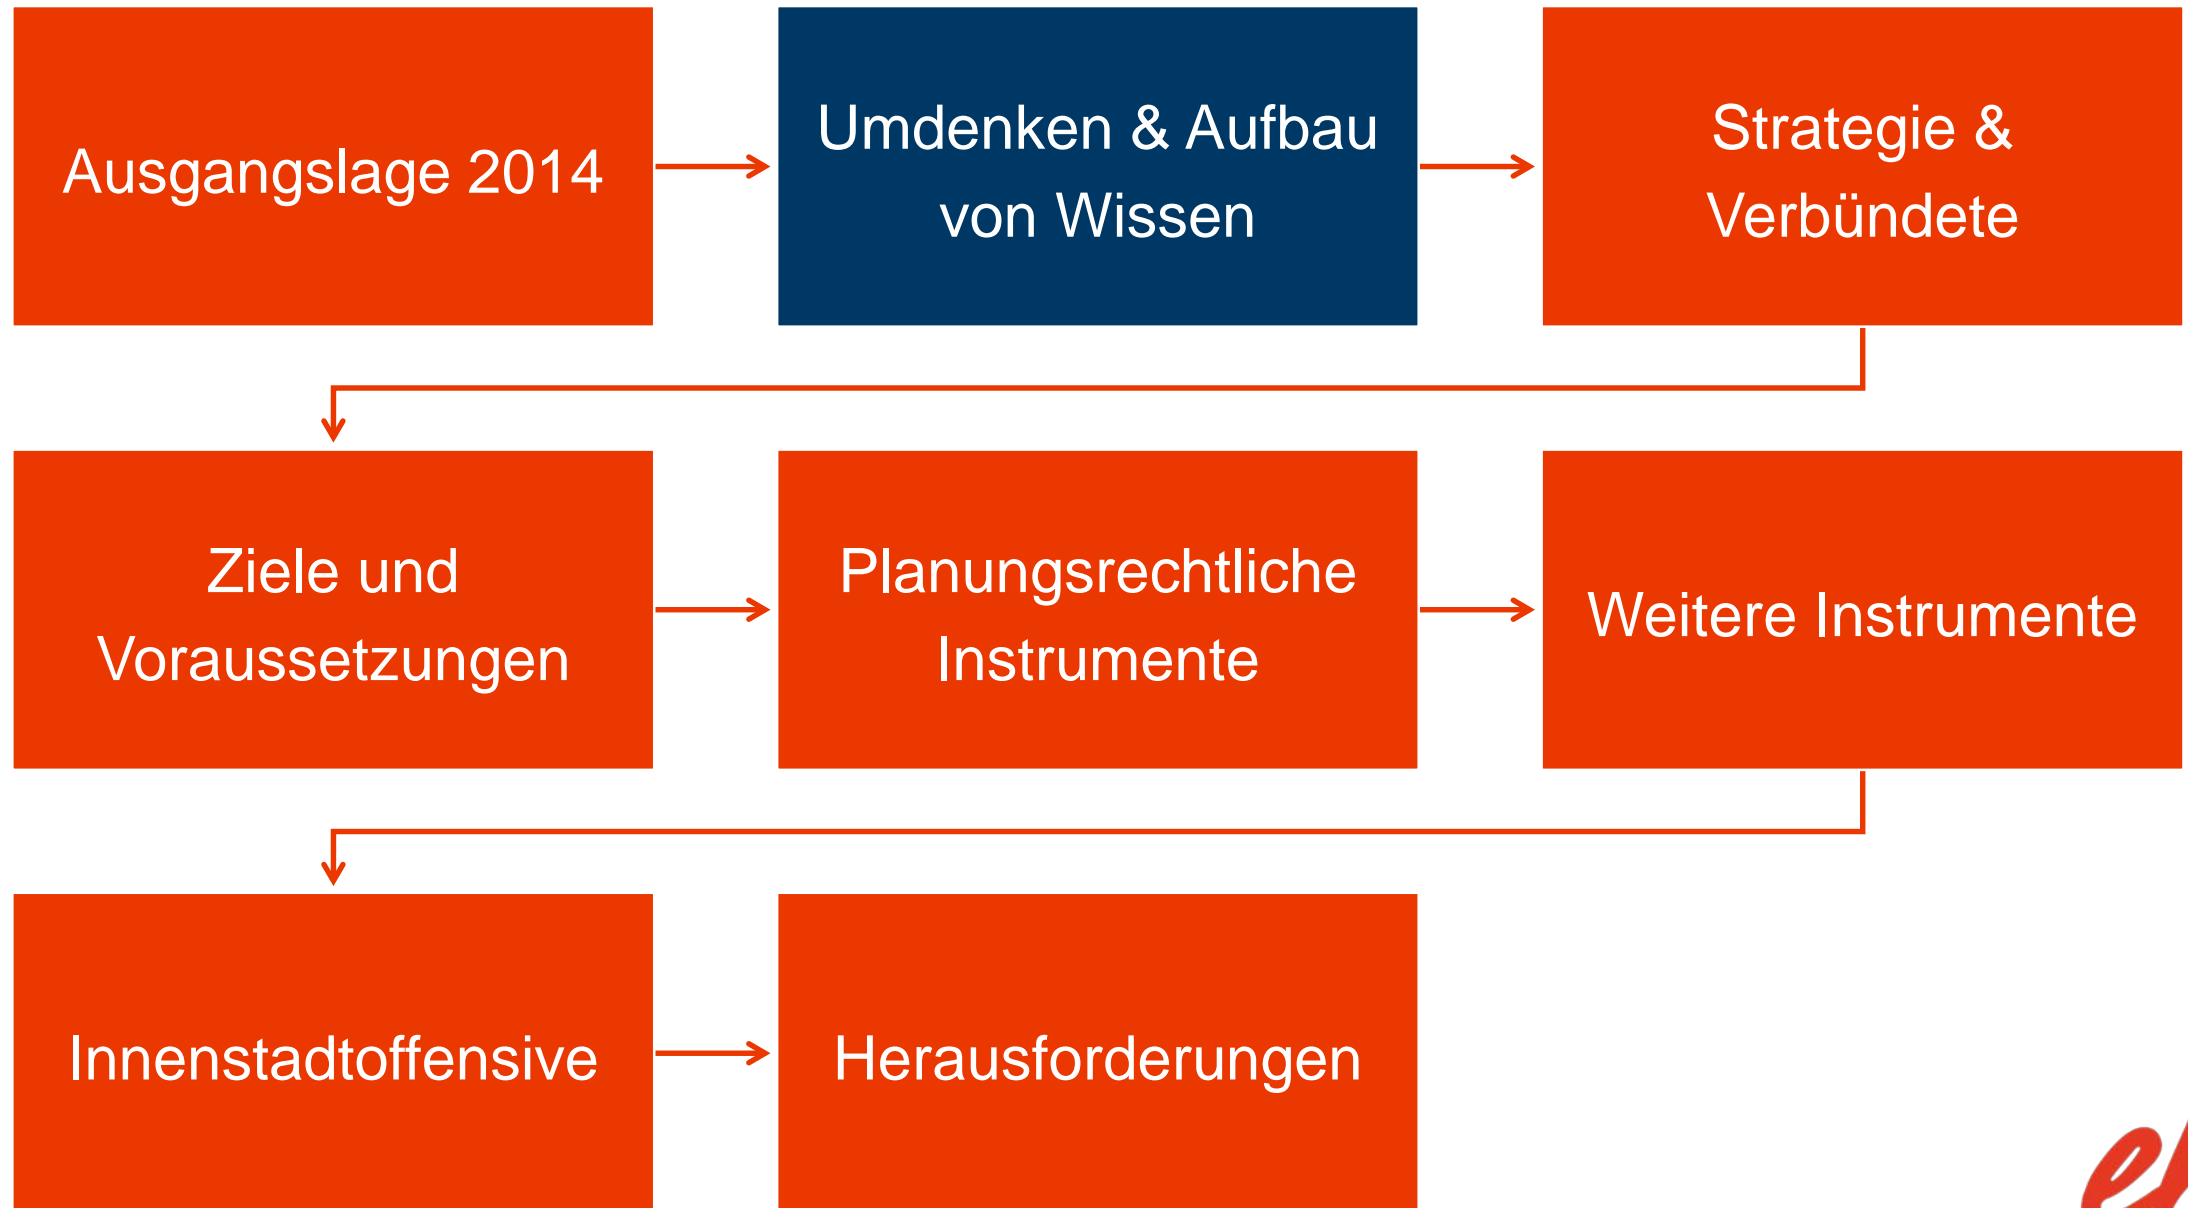 Ausgangslage 2014
Umdenken & Aufbau
von Wissen
Strategie &
Verbündete
Ziele und
Voraussetzungen
Planungsrechtliche
Instrumente
Weitere Instrumente
Innenstadtoffensive
Herausforderungen